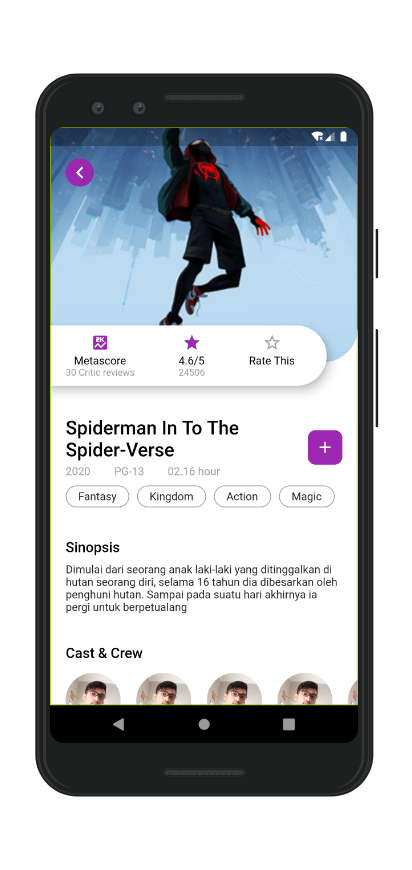 Metascore
30 Critic reviews
4.6/5
24506
Rate This
Spiderman In To The
Spider-Verse
2020 PG-13 02.16 hour
Fantasy Kingdom Action Magic
Sinopsis
Dimulai dari seorang anak laki-laki yang ditinggalkan di
hutan seorang diri, selama 16 tahun dia dibesarkan oleh
penghuni hutan. Sampai pada suatu hari akhirnya ia
pergi untuk berpetualang
Cast & Crew